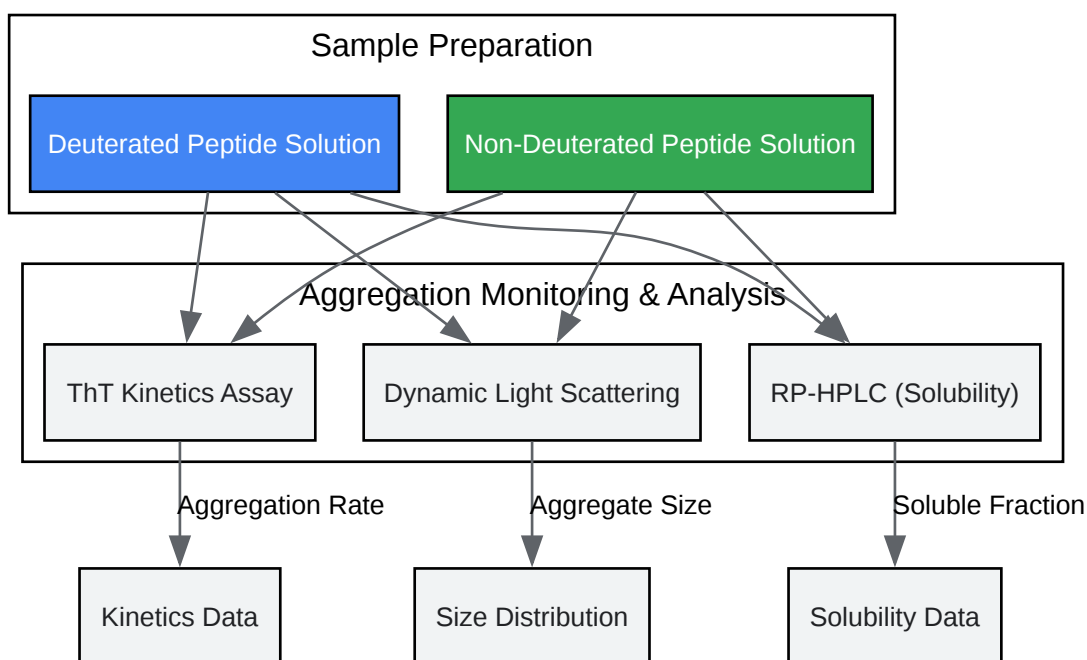 Sample Preparation
Deuterated Peptide Solution
Non-Deuterated Peptide Solution
Aggregation Monitoring & Analysis
ThT Kinetics Assay
Dynamic Light Scattering
RP-HPLC (Solubility)
Aggregation Rate
Aggregate Size
Soluble Fraction
Kinetics Data
Size Distribution
Solubility Data